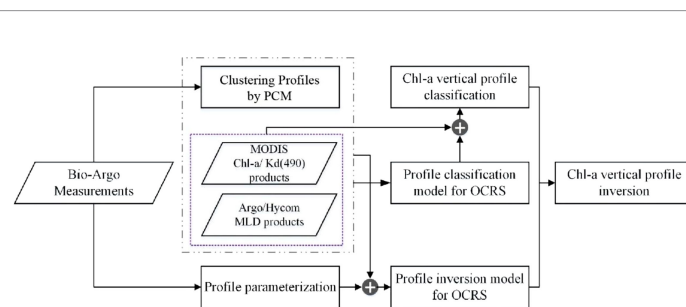 Clustering Profiles
by PCM
Chl-a vertical profile
classification
MODIS
Chl-a/ Kd(490)
products
Bio-Argo
Measurements
Profile classification
model for OCRS
Chl-a vertical profile
inversion
Argo/Hycom
MLD products
Profile parameterization
Profile inversion model
for OCRS